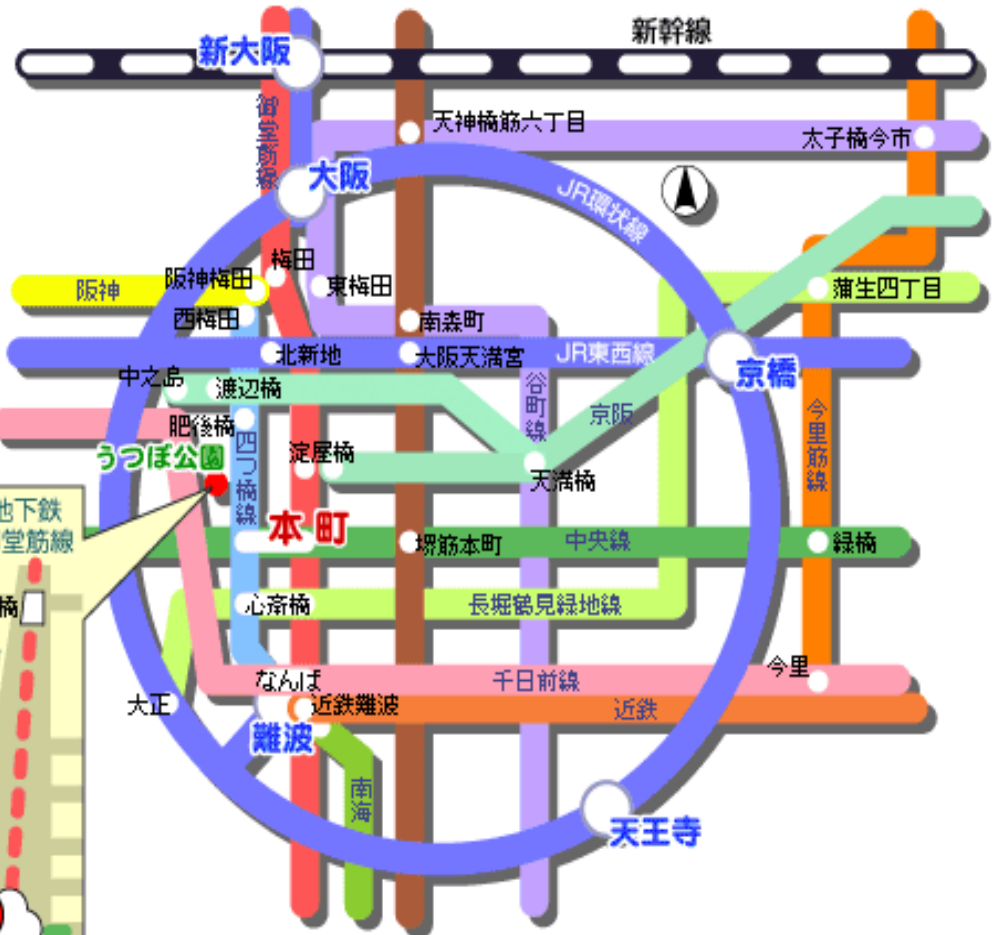 新幹線
新大阪
御堂筋線
天神橋筋六丁目
太子橋今市
大阪
JR環状線
梅田
阪神梅田
東梅田
阪神
蒲生四丁目
西梅田
南森町
北新地
大阪天満宮
JR東西線
京橋
中之島
渡辺橋
谷町線
京阪
今里筋線
肥後橋
四つ橋線
淀屋橋
うつぼ公園
天満橋
地下鉄
堂筋線
本町
堺筋本町
中央線
緑橋
橋
心斎橋
長堀鶴見緑地線
なんば
千日前線
今里
大正
近鉄難波
近鉄
難波
南海
天王寺